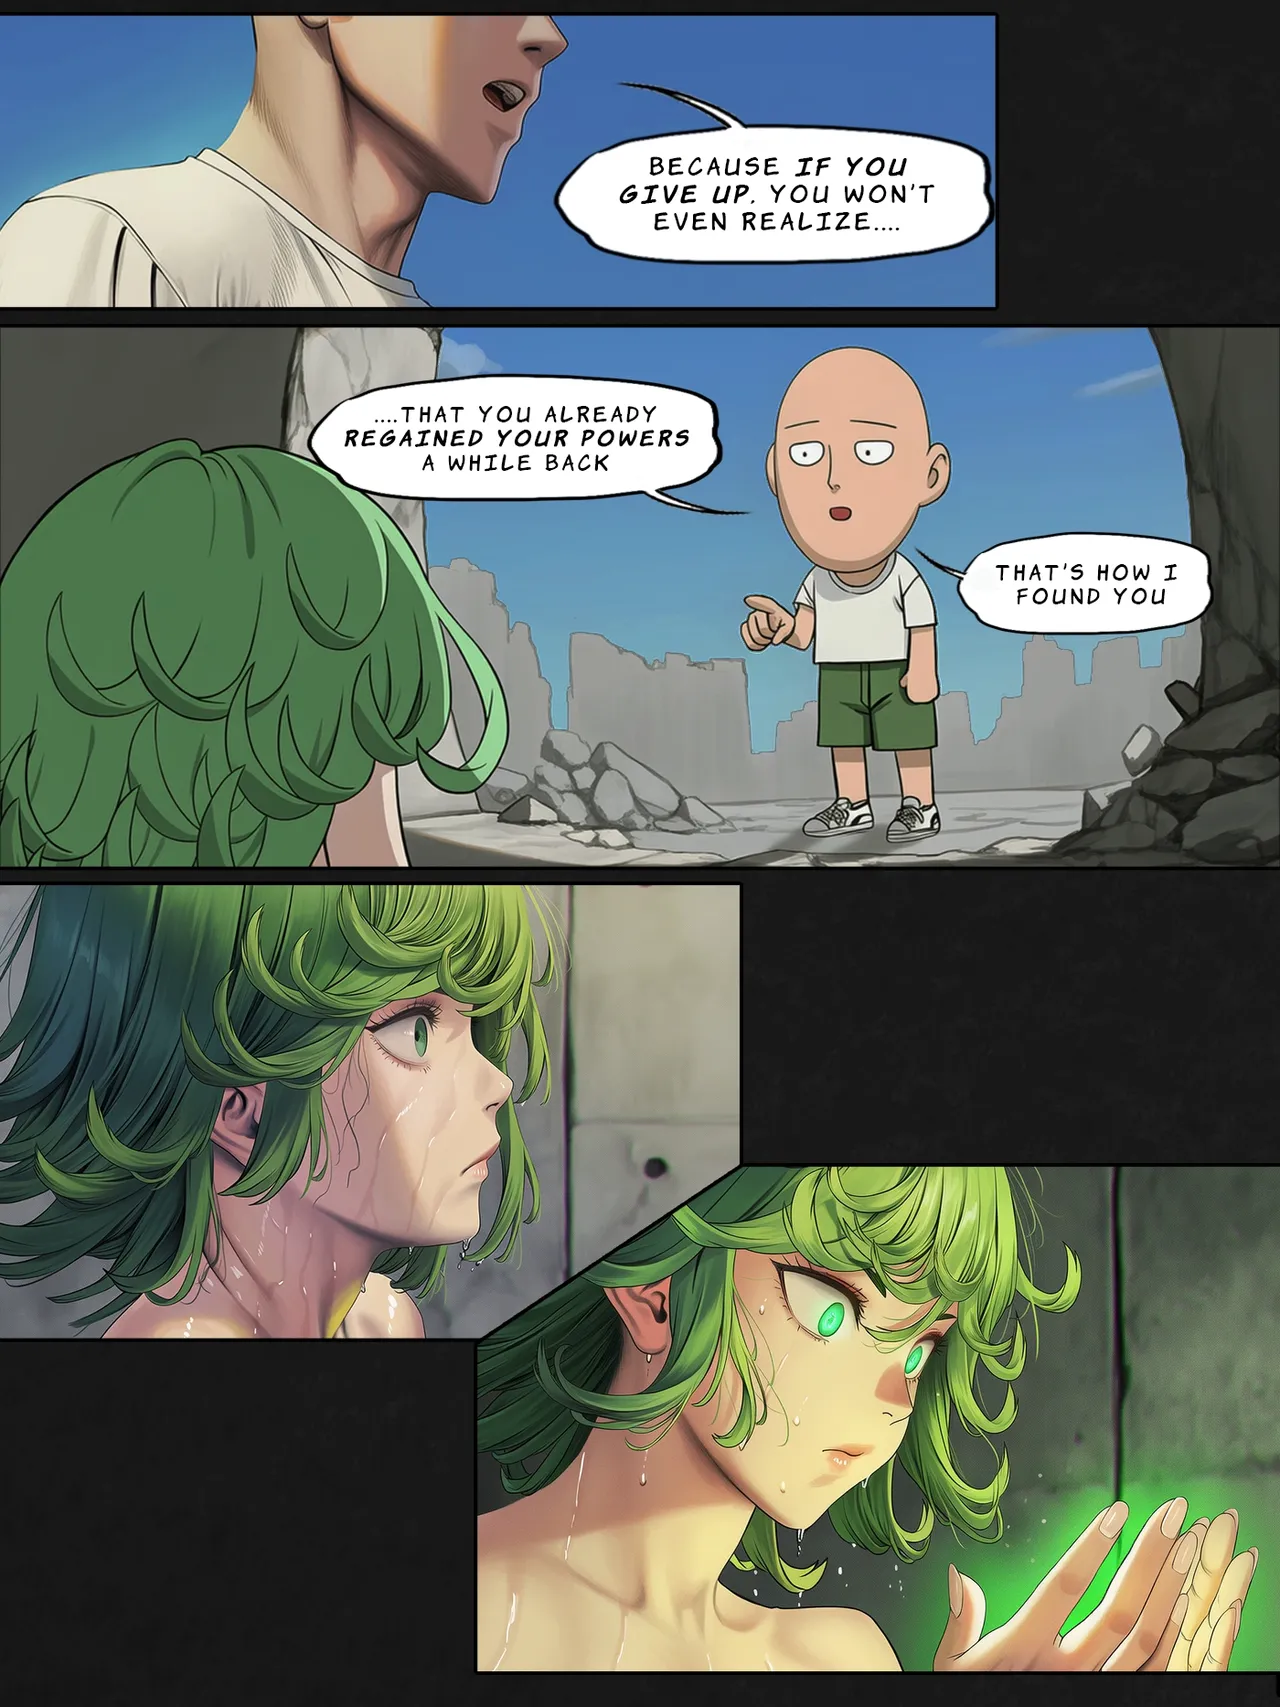 BECAUSE IF YOU
GIVE UP. YOU WON'T
EVEN REALIZE....
....THAT YOU ALREADY
REGAINED YOUR POWERS
A WHILE BACK
THAT'S HOW I
FOUND YOU